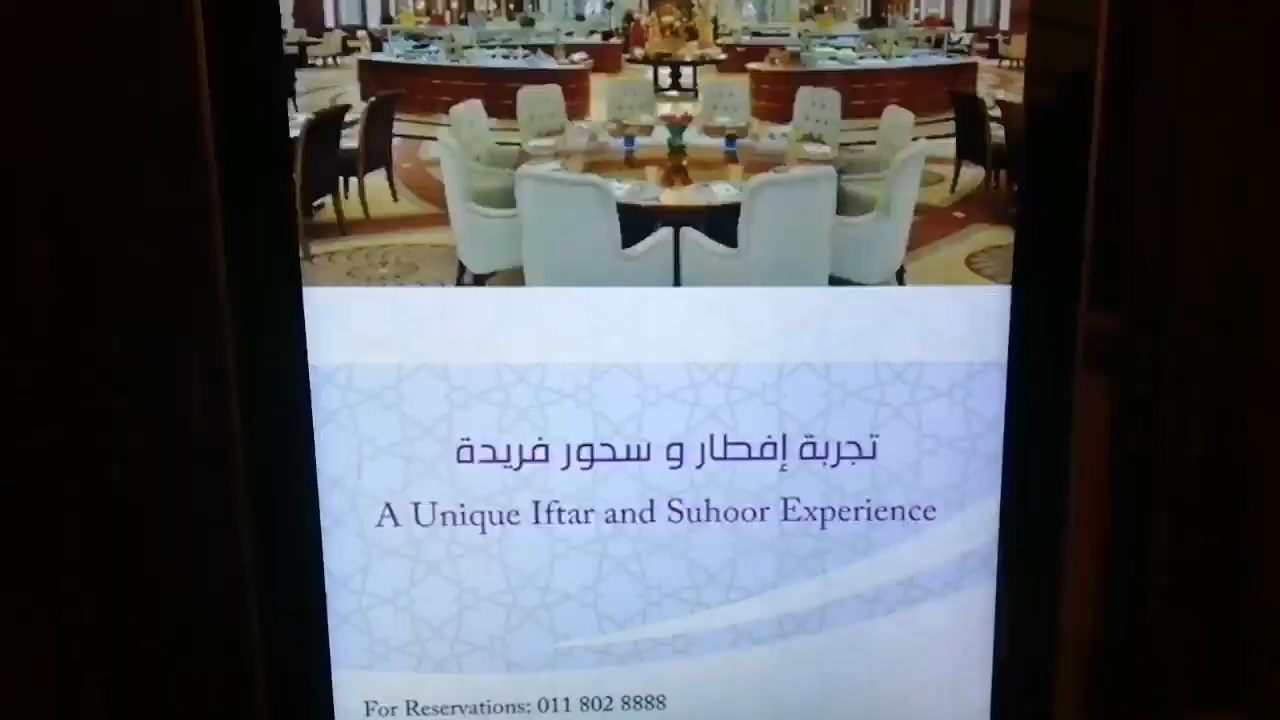 تجربة إفطار و سحور فريدة
A Unique Iftar and Suhoor Experience
For Reservations: 011 802 8888